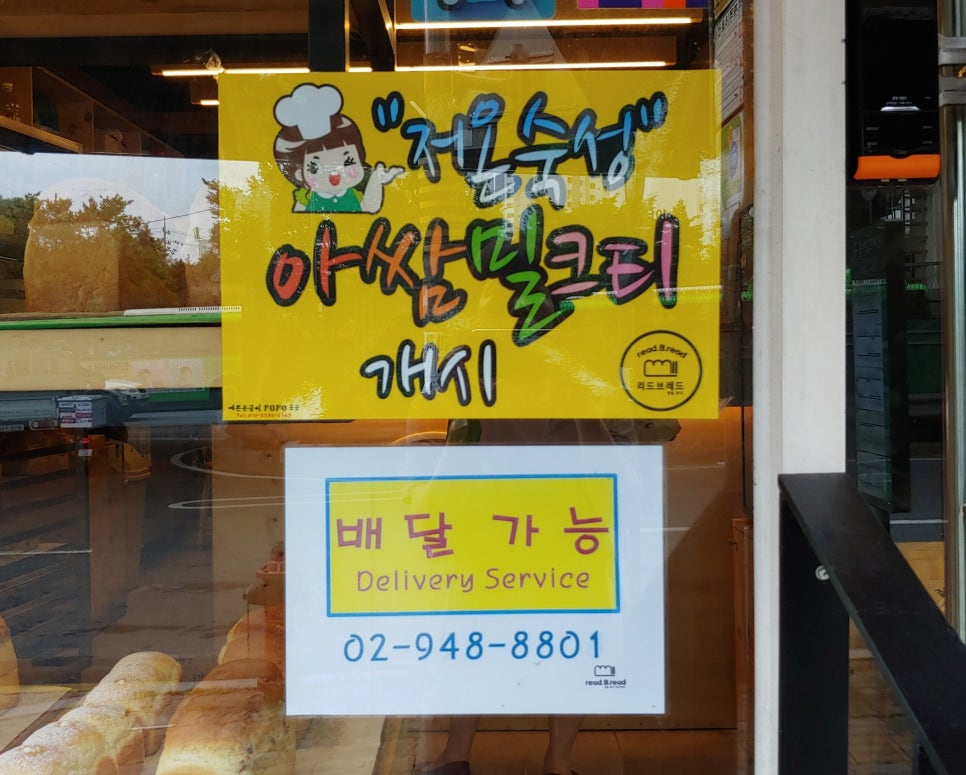 "저온숙성"
아쌈밀크티
개시
read.B.read
리드브레드
배달 가능
Delivery Service
02-948-8801
read.B.read